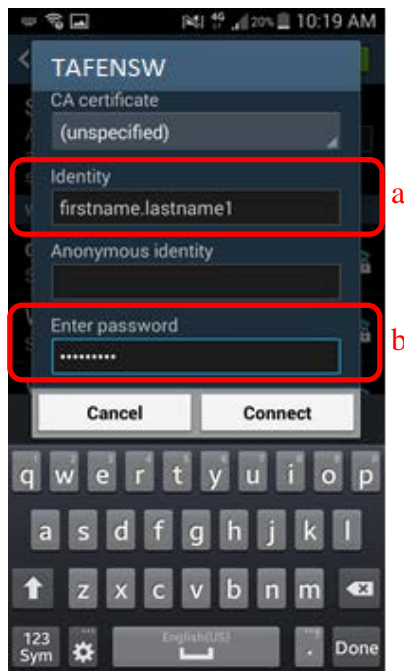 4G 20% 10:19 AM
TAFENSW
CA certificate
(unspecified)
Identity
firstname.lastname1
a
Anonymous identity
Enter password
•••••••••
b
Cancel Connect
q w e r t y u i o p
a s d f g h j k l
z x c v b n m
123
Sym English(US) . Done